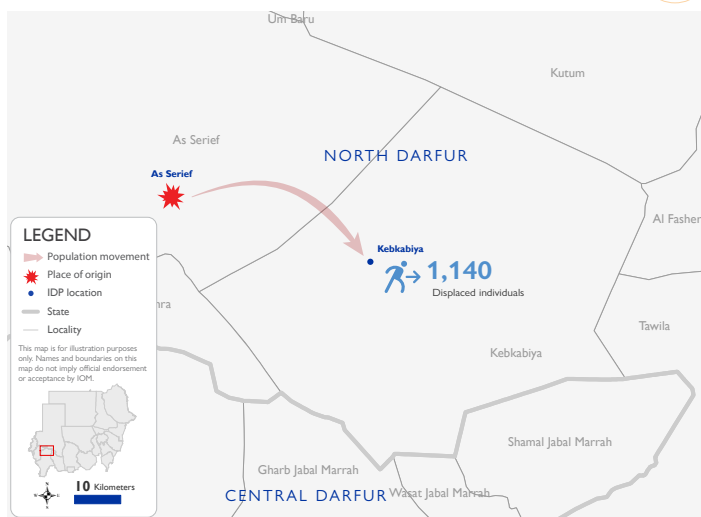 Um Baru
Kutum
As Serief
NORTH DARFUR
As Serief
Al Fasher
Kebkabiya
1,140
Displaced individuals
LEGEND
Population movement
Place of origin
IDP location
State
Locality
This map is for illustration purposes
only. Names and boundaries on this
map do not imply official endorsement
or acceptance by IOM.
10 Kilometers
Tawila
Kebkabiya
Shamal Jabal Marrah
Gharb Jabal Marrah
Wasat Jabal Marrah
CENTRAL DARFUR